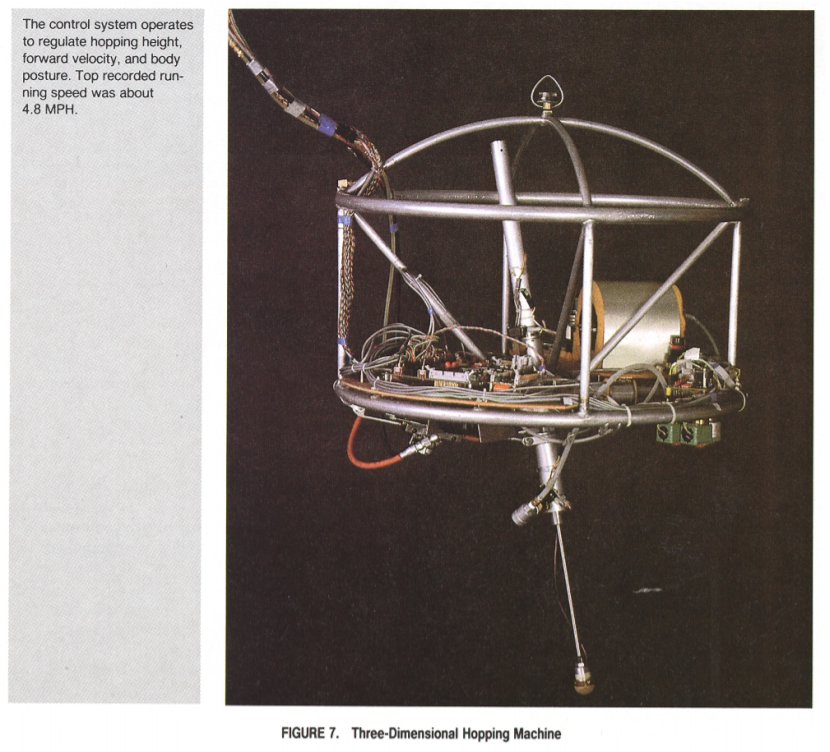 The control system operates
to regulate hopping height,
forward velocity, and body
posture. Top recorded run-
ning speed was about
4.8 MPH.
FIGURE 7. Three-Dimensional Hopping Machine